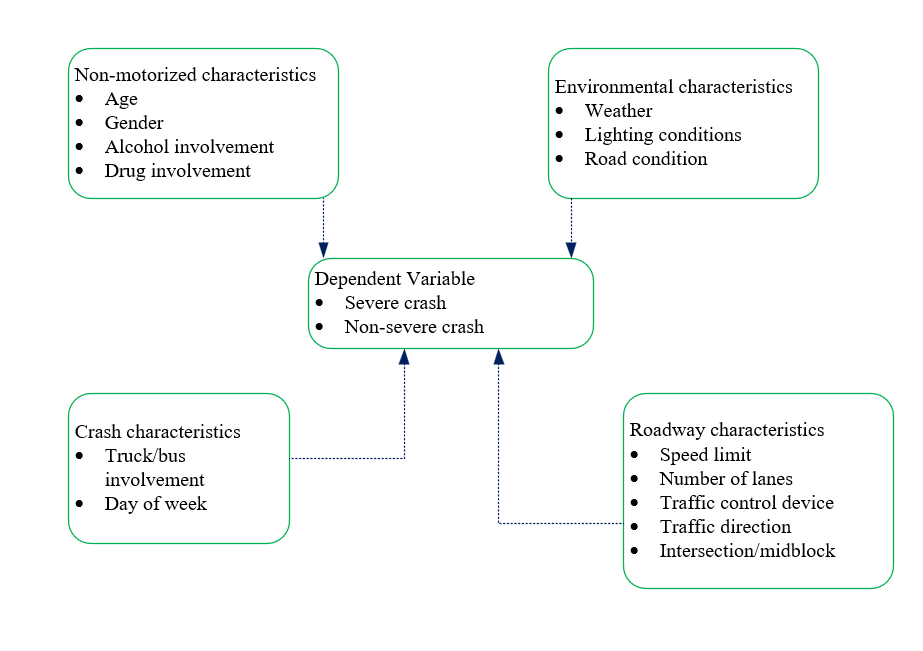 Non-motorized characteristics
• Age
• Gender
• Alcohol involvement
• Drug involvement
Environmental characteristics
• Weather
• Lighting conditions
• Road condition
Dependent Variable
• Severe crash
• Non-severe crash
Crash characteristics
• Truck/bus
involvement
• Day of week
Roadway characteristics
• Speed limit
• Number of lanes
• Traffic control device
• Traffic direction
• Intersection/midblock